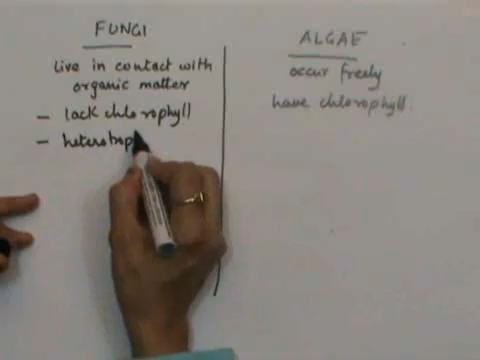 FUNGI
live in contact with
organic matter
- lack chlorophyll
- heterotrop
ALGAE
occur freely
have chlorophyll